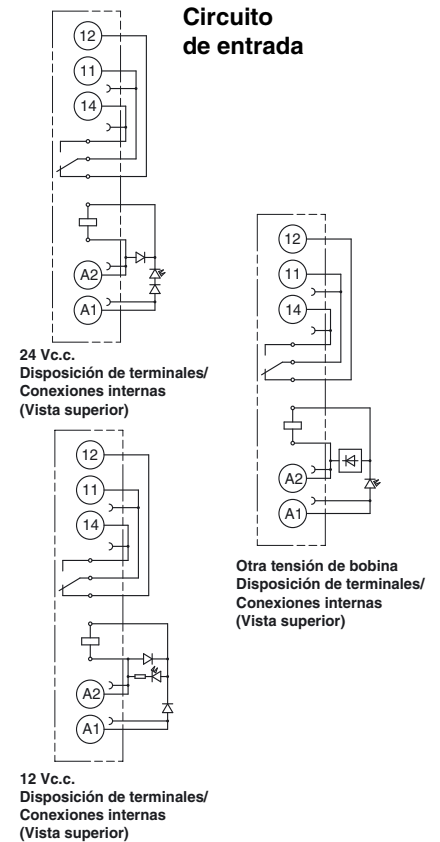 Circuito
de entrada
12
11
14
A2
A1
24 Vc.c.
Disposición de terminales/
Conexiones internas
(Vista superior)
12
11
14
A2
A1
Otra tensión de bobina
Disposición de terminales/
Conexiones internas
(Vista superior)
12
11
14
A2
A1
12 Vc.c.
Disposición de terminales/
Conexiones internas
(Vista superior)